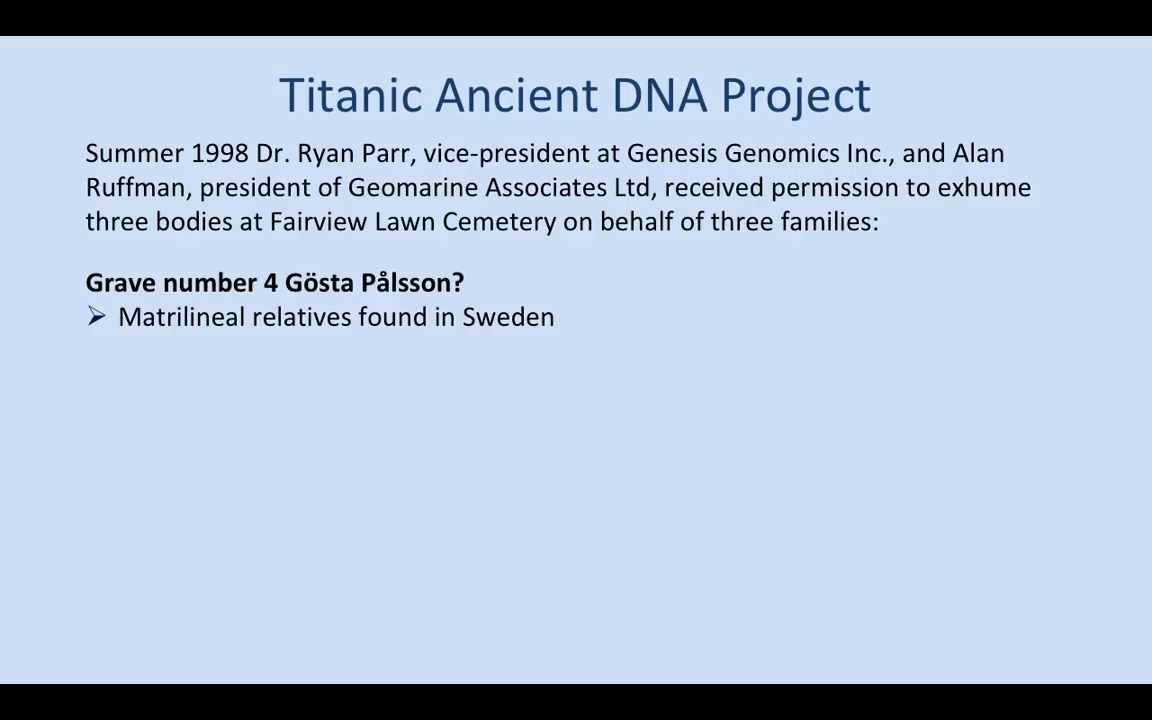 Titanic Ancient DNA Project
Summer 1998 Dr. Ryan Parr, vice-president at Genesis Genomics Inc., and Alan
Ruffman, president of Geomarine Associates Ltd, received permission to exhume
three bodies at Fairview Lawn Cemetery on behalf of three families:
Grave number 4 Gösta Pålsson?
➢ Matrilineal relatives found in Sweden